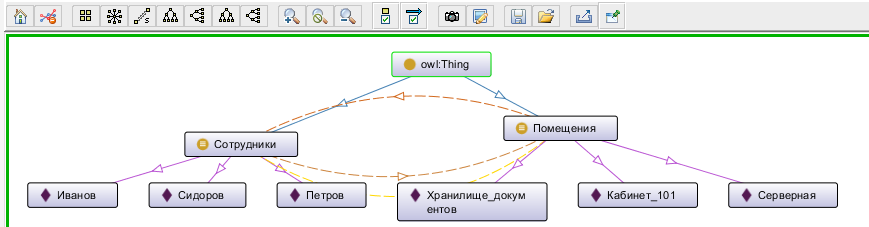 owl:Thing
Помещения
Сотрудники
Иванов
Сидоров
Петров
Хранилище_докум
ентов
Кабинет_101
Серверная